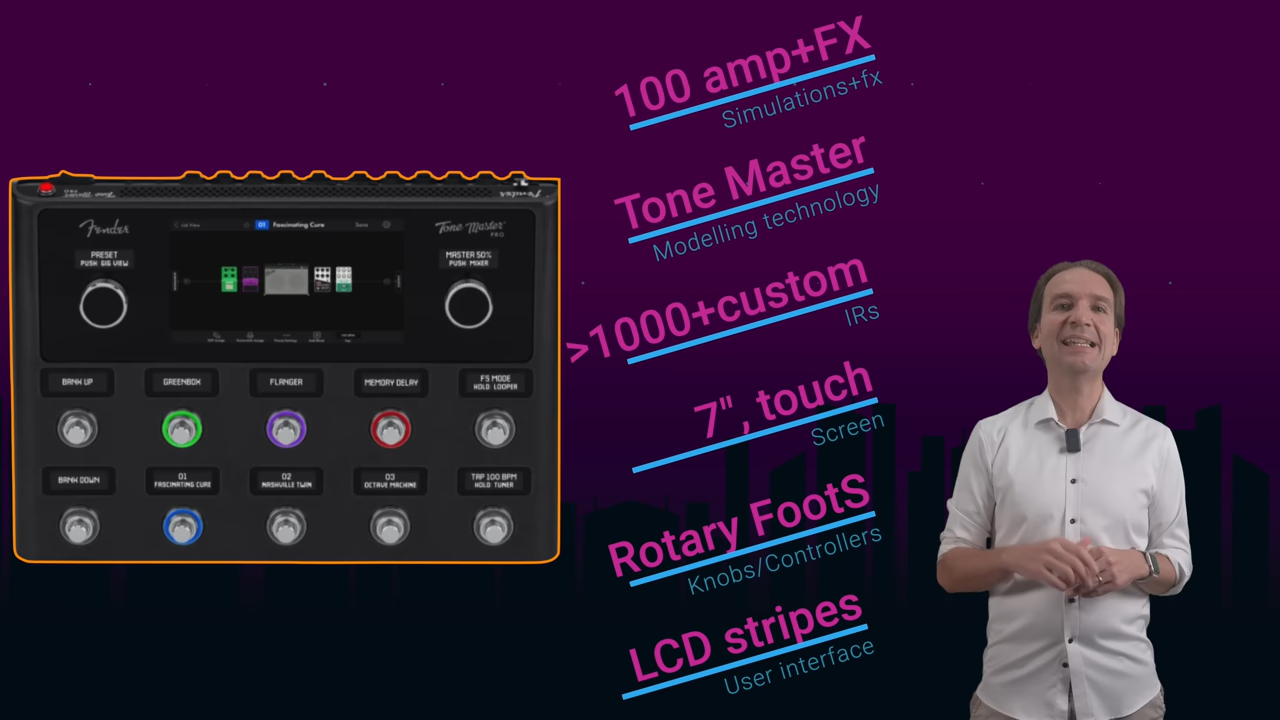 100 amp+FX
Simulations+fx
Tone Master
Modelling technology
>1000+custom
IRs
7", touch
Screen
Rotary FootS
Knobs/Controllers
LCD stripes
User interface
Fender
Tone Master
PRO
01 Fascinating Cure
Save
PRESET
PUSH GIG VIEW
MASTER 50%
PUSH MIXER
BANK UP
GREENBOX
FLANGER
MEMORY DELAY
FS MODE
HOLD LOOPER
BANK DOWN
01
FASCINATING CURE
02
NASHVILLE TWIN
03
OCTAVE MACHINE
TAP 100 BPM
HOLD TUNER